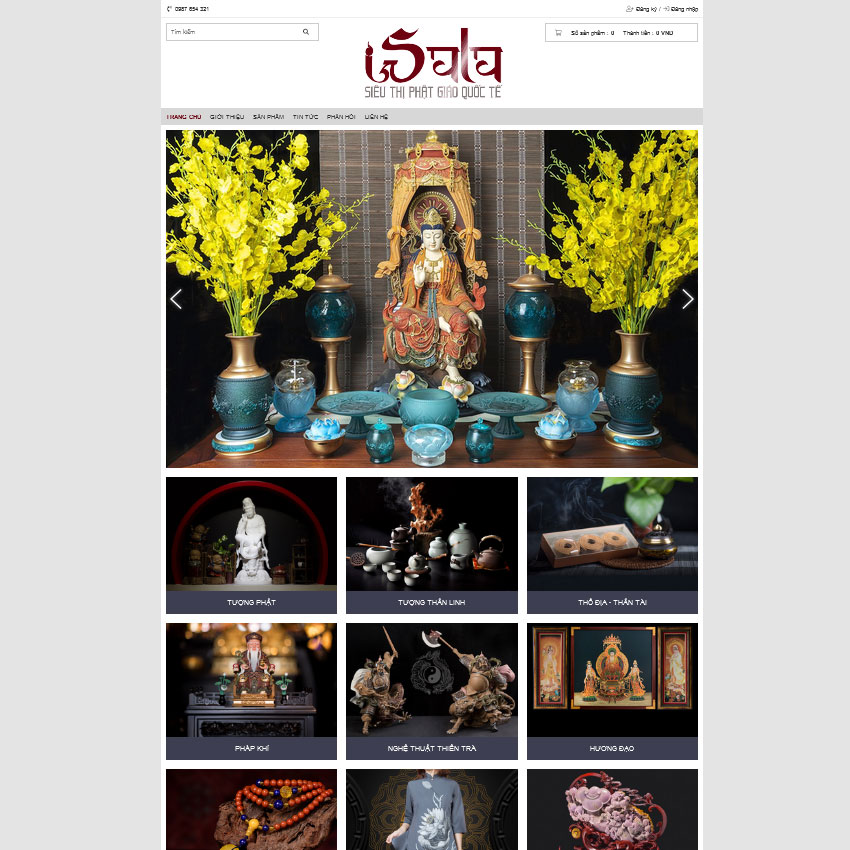 0987 654 321
Đăng ký / Đăng nhập
Tìm kiếm
Số sản phẩm : 0 Thành tiền : 0 VND
Sala
SIÊU THỊ PHẬT GIÁO QUỐC TẾ
TRANG CHỦ GIỚI THIỆU SẢN PHẨM TIN TỨC PHẢN HỒI LIÊN HỆ
TƯỢNG PHẬT
TƯỢNG THẦN LINH
THỔ ĐỊA - THẦN TÀI
PHÁP KHÍ
NGHỆ THUẬT THIỀN TRÀ
HƯƠNG ĐẠO